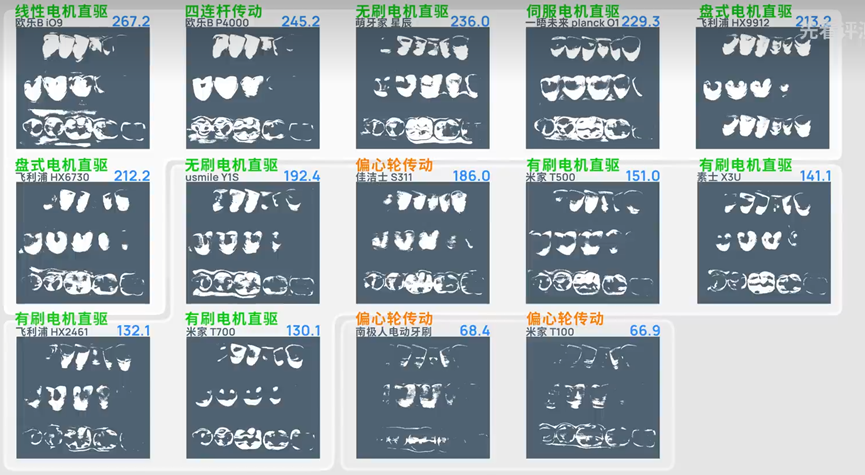 线性电机直驱
欧乐B iO9 267.2
四连杆传动
欧乐B P4000 245.2
无刷电机直驱
萌牙家 星辰 236.0
伺服电机直驱
一晤未来 planck O1 229.3
盘式电机直驱
飞利浦 HX9912 213.2
先看评测
盘式电机直驱
飞利浦 HX6730 212.2
无刷电机直驱
usmile Y1S 192.4
偏心轮传动
佳洁士 S311 186.0
有刷电机直驱
米家 T500 151.0
有刷电机直驱
素士 X3U 141.1
有刷电机直驱
飞利浦 HX2461 132.1
有刷电机直驱
米家 T700 130.1
偏心轮传动
南极人电动牙刷 68.4
偏心轮传动
米家 T100 66.9